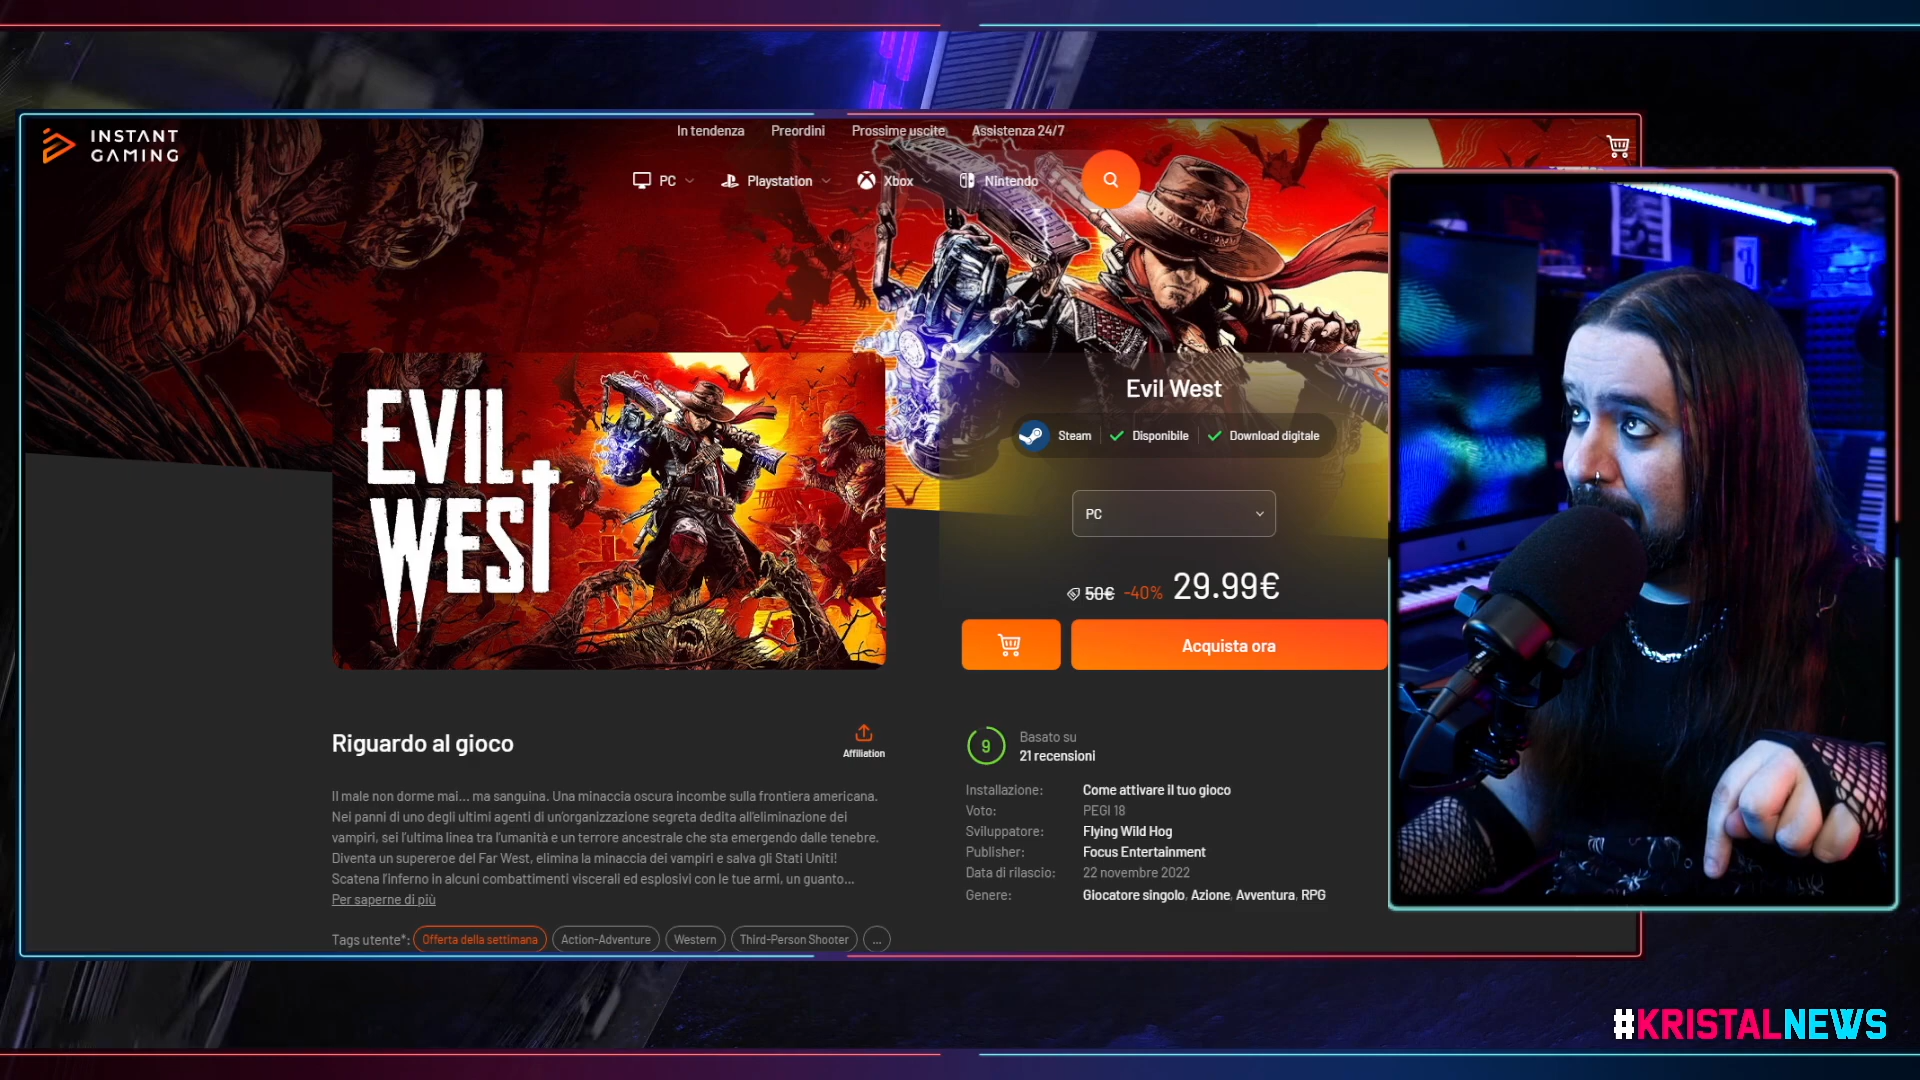 INSTANT
GAMING
In tendenza
Preordini
Prossime uscite
Assistenza 24/7
PC
Playstation
Xbox
Nintendo
EVIL
WEST
Evil West
Steam
Disponibile
Download digitale
PC
50€ -40% 29.99€
Acquista ora
Riguardo al gioco
Affiliation
Il male non dorme mai... ma sanguina. Una minaccia oscura incombe sulla frontiera americana.
Nei panni di uno degli ultimi agenti di un'organizzazione segreta dedita all'eliminazione dei
vampiri, sei l'ultima linea tra l'umanità e un terrore ancestrale che sta emergendo dalle tenebre.
Diventa un supereroe del Far West, elimina la minaccia dei vampiri e salva gli Stati Uniti!
Scatena l'inferno in alcuni combattimenti viscerali ed esplosivi con le tue armi, un guanto...
Per saperne di più
Tags utente*: Offerta della settimana Action-Adventure Western Third-Person Shooter ...
9
Basato su
21 recensioni
Installazione: Come attivare il tuo gioco
Voto: PEGI 18
Sviluppatore: Flying Wild Hog
Publisher: Focus Entertainment
Data di rilascio: 22 novembre 2022
Genere: Giocatore singolo, Azione, Avventura, RPG
#KRISTALNEWS